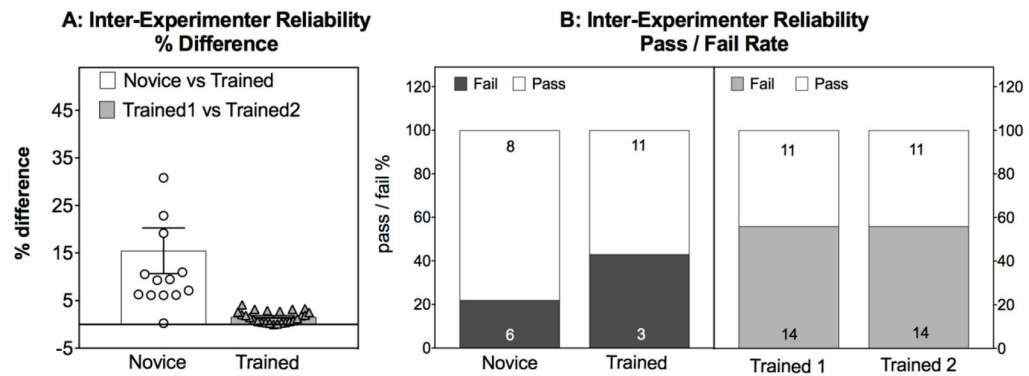 A: Inter-Experimenter Reliability
% Difference
Novice vs Trained
Trained1 vs Trained2
% difference
45
35
25
15
5
-5
Novice
Trained
B: Inter-Experimenter Reliability
Pass / Fail Rate
pass / fail %
120
100
80
60
40
20
0
Fail
Pass
8
11
6
3
Novice
Trained
Fail
Pass
11
11
14
14
Trained 1
Trained 2
120
100
80
60
40
20
0